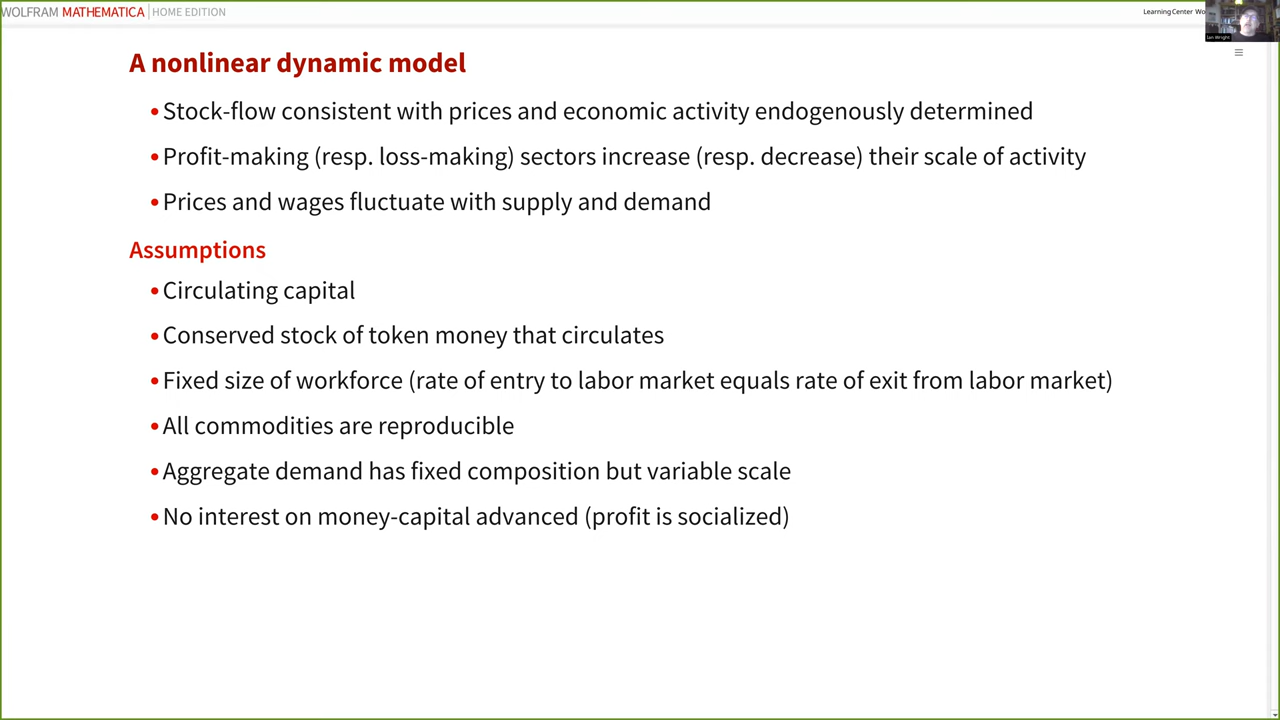 WOLFRAM MATHEMATICA | HOME EDITION
LearningCenter Wo
Ian Wright
A nonlinear dynamic model
•Stock-flow consistent with prices and economic activity endogenously determined
•Profit-making (resp. loss-making) sectors increase (resp. decrease) their scale of activity
•Prices and wages fluctuate with supply and demand
Assumptions
•Circulating capital
•Conserved stock of token money that circulates
•Fixed size of workforce (rate of entry to labor market equals rate of exit from labor market)
•All commodities are reproducible
•Aggregate demand has fixed composition but variable scale
•No interest on money-capital advanced (profit is socialized)